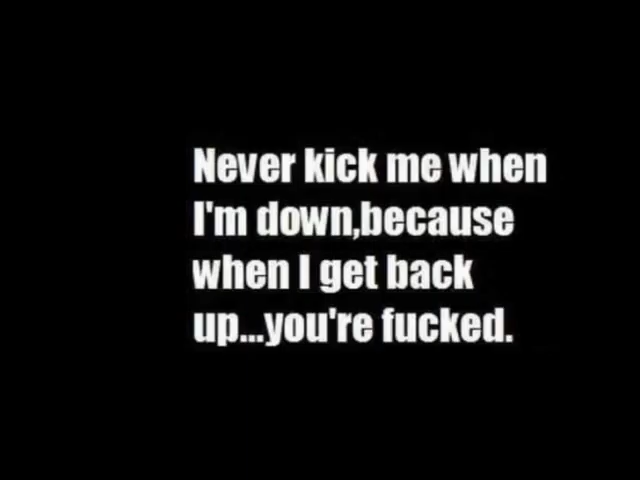 Never kick me when
I'm down,because
when I get back
up...you're fucked.